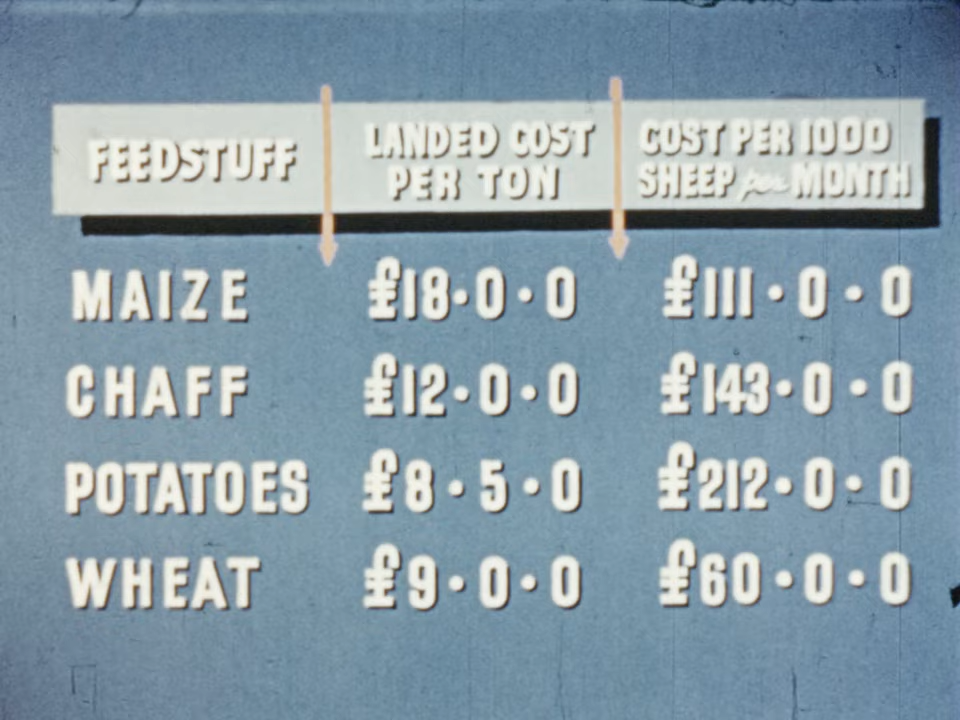 FEEDSTUFF
LANDED COST
PER TON
COST PER 1000
SHEEP per MONTH
MAIZE £18·0·0 £111·0·0
CHAFF £12·0·0 £143·0·0
POTATOES £8·5·0 £212·0·0
WHEAT £9·0·0 £60·0·0